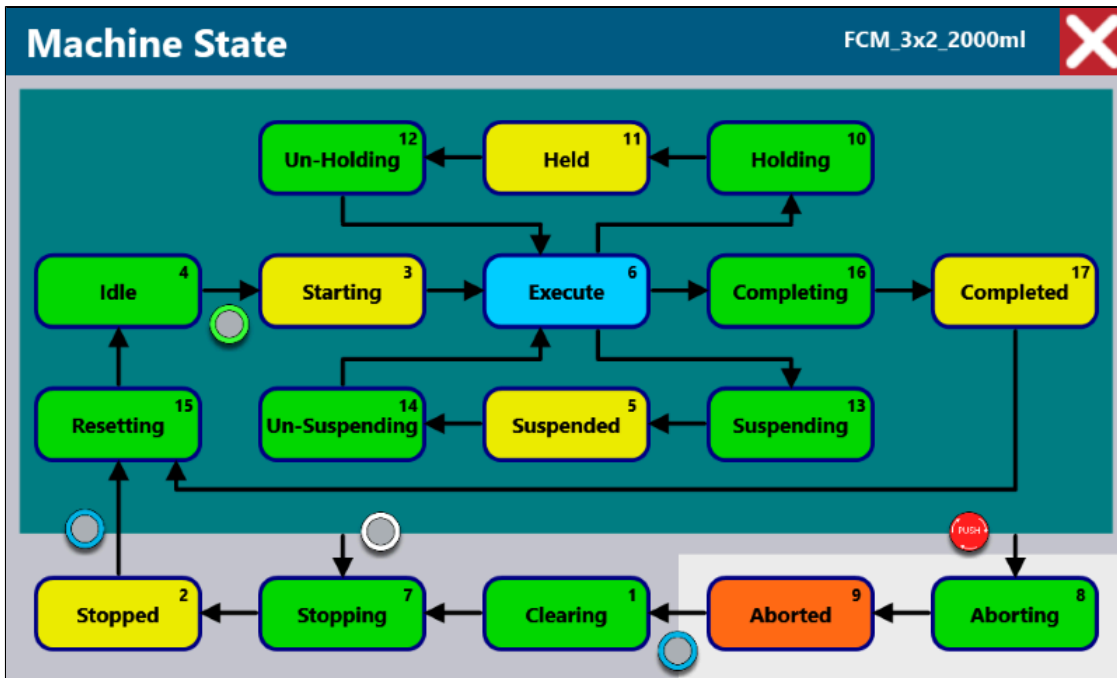 Machine State
FCM_3x2_2000ml
12
Un-Holding
11
Held
10
Holding
4
Idle
3
Starting
6
Execute
16
Completing
17
Completed
15
Resetting
14
Un-Suspending
5
Suspended
13
Suspending
PUSH
2
Stopped
7
Stopping
1
Clearing
9
Aborted
8
Aborting